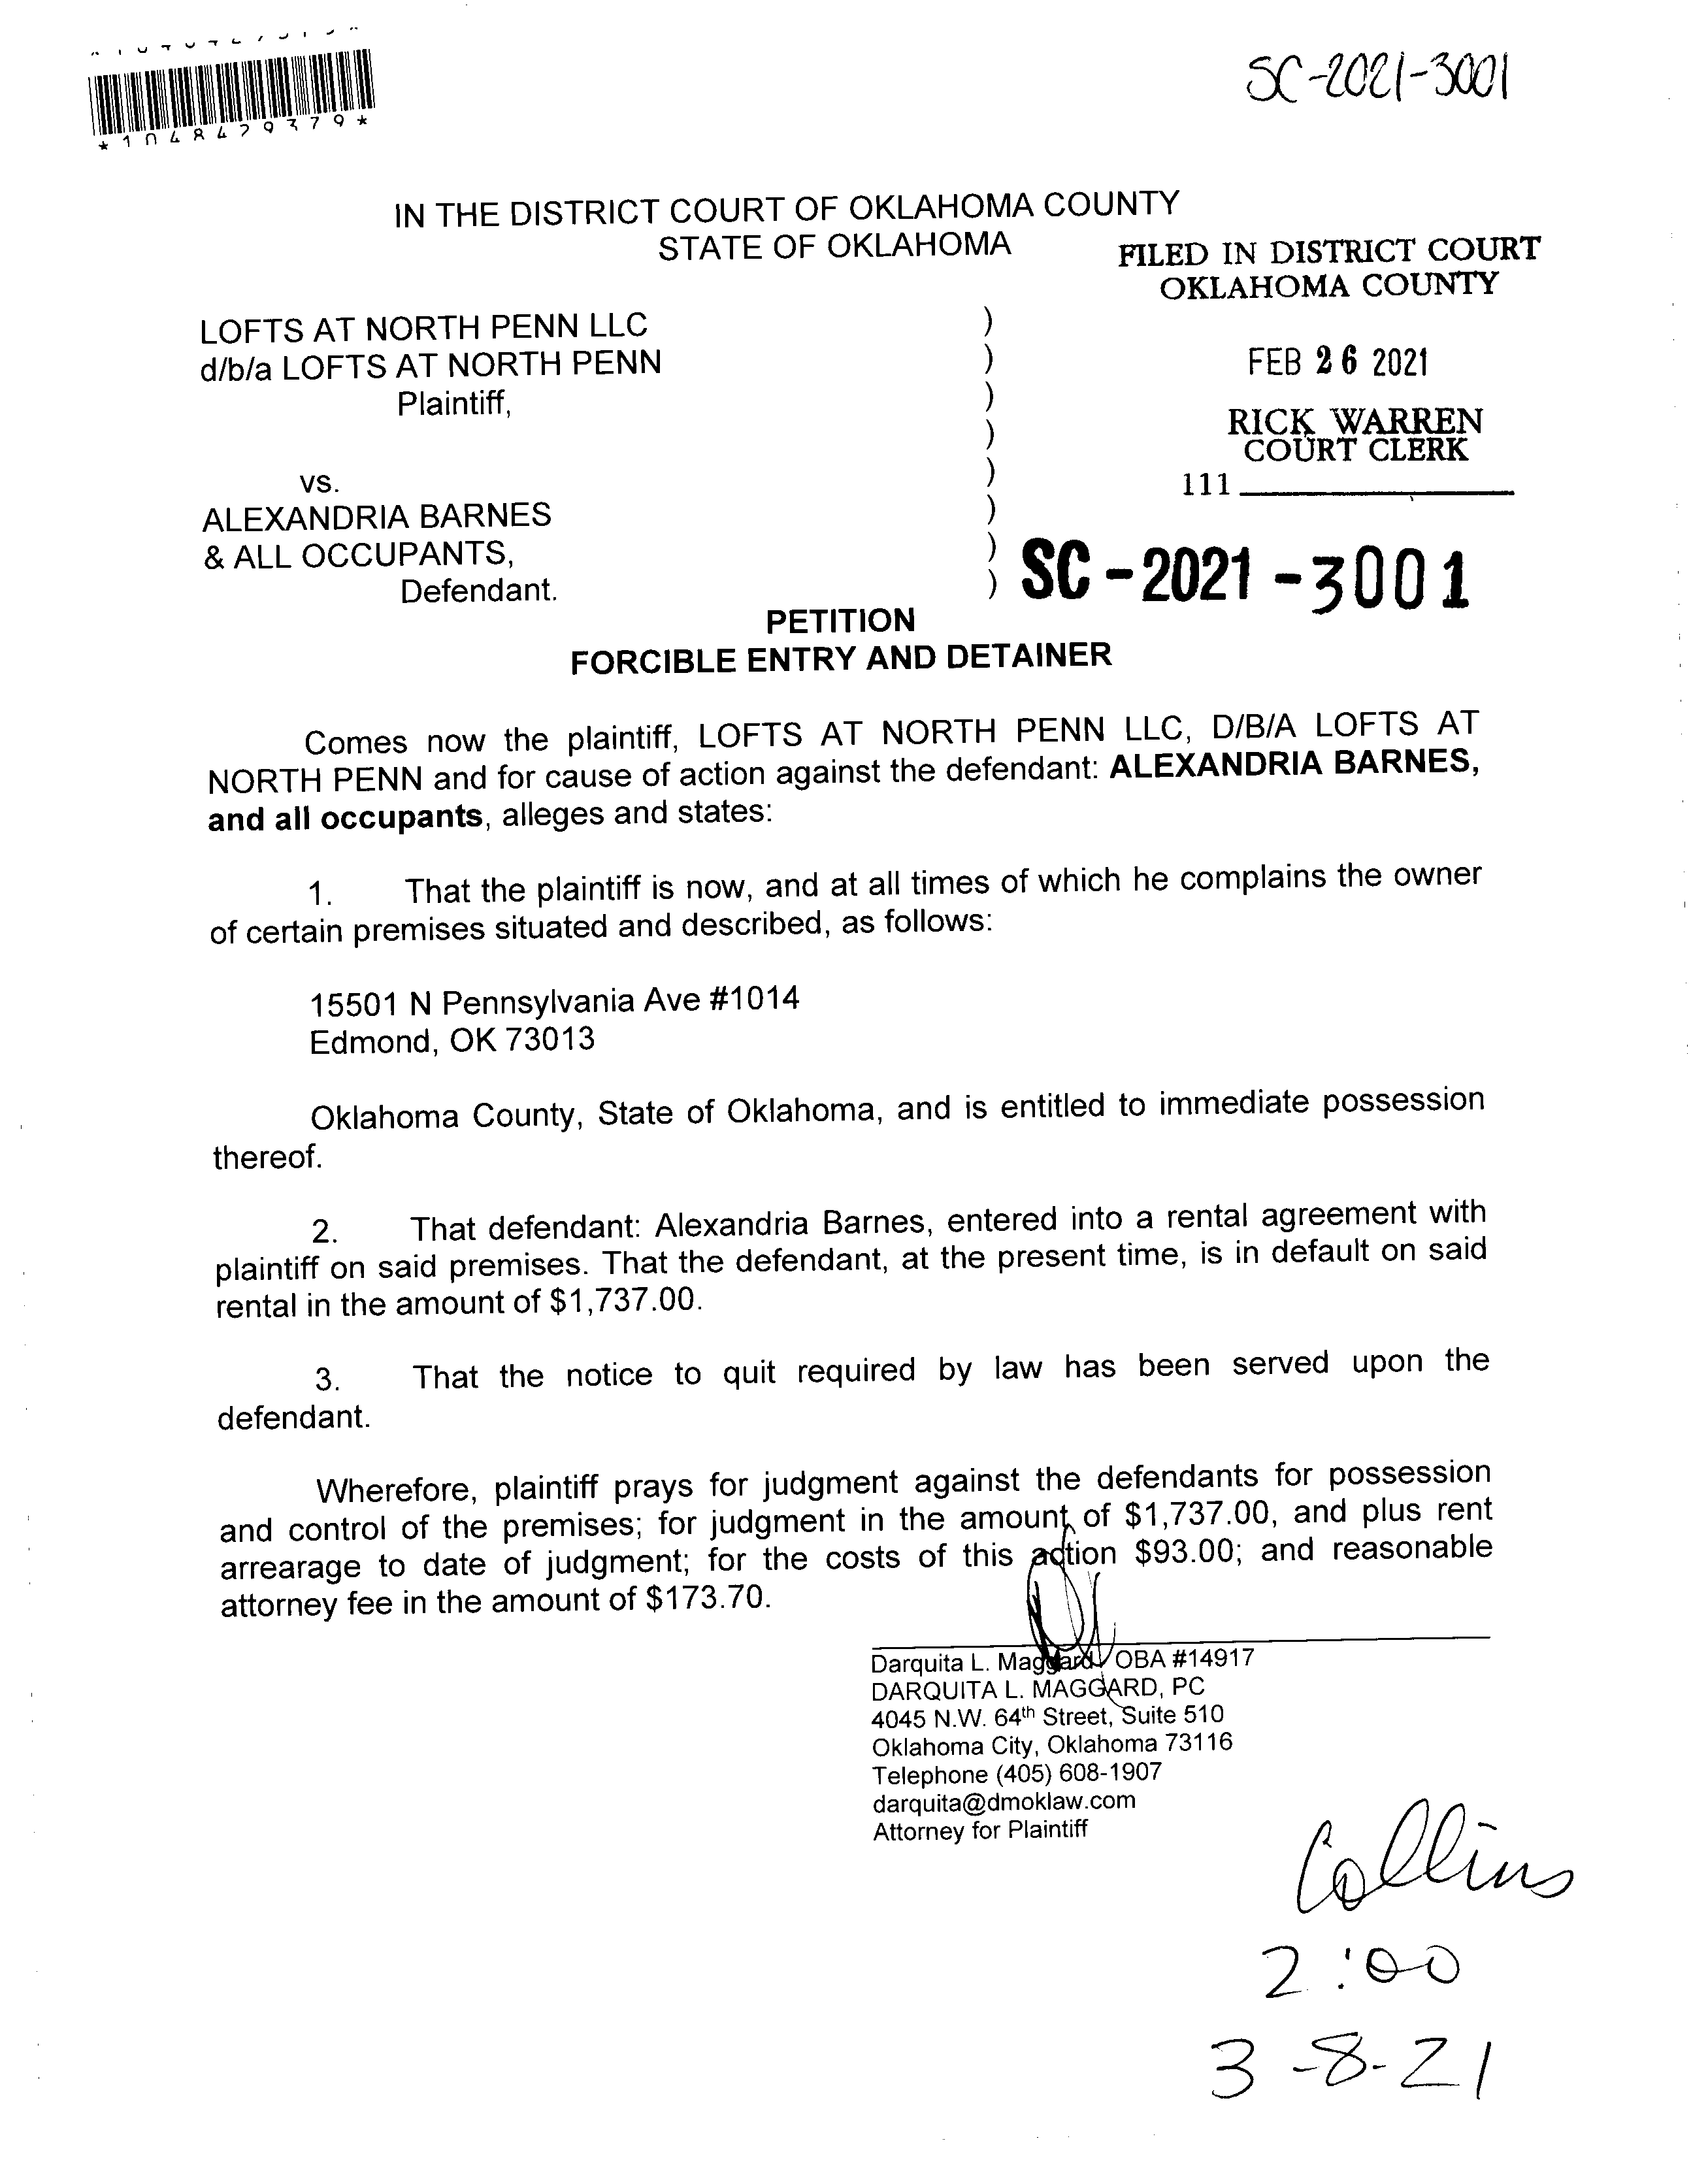 SC-2021-3001
*1048429379*
IN THE DISTRICT COURT OF OKLAHOMA COUNTY
STATE OF OKLAHOMA
FILED IN DISTRICT COURT
OKLAHOMA COUNTY
LOFTS AT NORTH PENN LLC )
d/b/a LOFTS AT NORTH PENN )
Plaintiff, )
)
FEB 26 2021
RICK WARREN
COURT CLERK
111
vs. )
ALEXANDRIA BARNES )
& ALL OCCUPANTS, )
Defendant. )
SC-2021-3001
PETITION
FORCIBLE ENTRY AND DETAINER
Comes now the plaintiff, LOFTS AT NORTH PENN LLC, D/B/A LOFTS AT
NORTH PENN and for cause of action against the defendant: ALEXANDRIA BARNES,
and all occupants, alleges and states:
1. That the plaintiff is now, and at all times of which he complains the owner
of certain premises situated and described, as follows:
15501 N Pennsylvania Ave #1014
Edmond, OK 73013
Oklahoma County, State of Oklahoma, and is entitled to immediate possession
thereof.
2. That defendant: Alexandria Barnes, entered into a rental agreement with
plaintiff on said premises. That the defendant, at the present time, is in default on said
rental in the amount of $1,737.00.
3. That the notice to quit required by law has been served upon the
defendant.
Wherefore, plaintiff prays for judgment against the defendants for possession
and control of the premises; for judgment in the amount of $1,737.00, and plus rent
arrearage to date of judgment; for the costs of this action $93.00; and reasonable
attorney fee in the amount of $173.70.
Darquita L. Maggard OBA #14917
DARQUITA L. MAGGARD, PC
4045 N.W. 64th Street, Suite 510
Oklahoma City, Oklahoma 73116
Telephone (405) 608-1907
darquita@dmoklaw.com
Attorney for Plaintiff
Collins
2:00
3-8-21